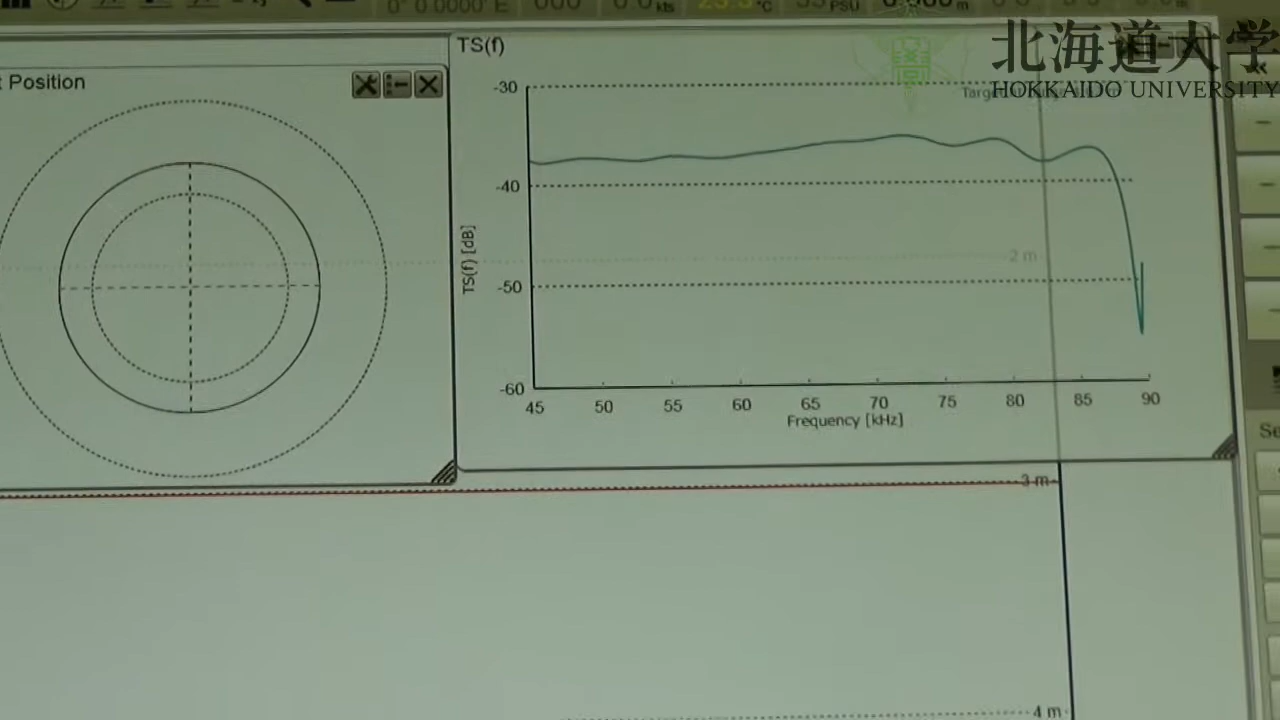 TS(f)
北海道大学
HOKKAIDO UNIVERSITY
t Position
-30
-40
-50
-60
TS(f) [dB]
45 50 55 60 65 70 75 80 85 90
Frequency [kHz]
2 m
3 m
4 m